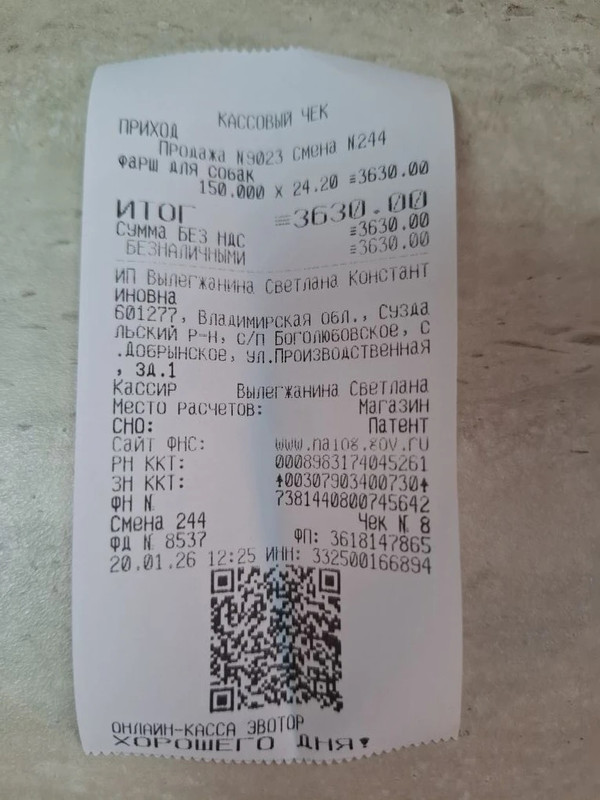 КАССОВЫЙ ЧЕК
ПРИХОД
Продажа N9023 Смена N244
ФАРШ ДЛЯ СОБАК
150.000 x 24.20 ≡3630.00
ИТОГ ≡3630.00
СУММА БЕЗ НДС ≡3630.00
БЕЗНАЛИЧНЫМИ ≡3630.00
ИП Вылегжанина Светлана Констант
иновна
601277, Владимирская обл., Сузда
льский р-н, с/п Боголюбовское, с
.Добрынское, ул.Производственная
, зд.1
Кассир Вылегжанина Светлана
Место расчетов: Магазин
СНО: Патент
Сайт ФНС: www.nalog.gov.ru
РН ККТ: 0008983174045261
ЗН ККТ: ↑00307903400730↑
ФН № 7381440800745642
Смена 244 Чек № 8
ФД № 8537 ФП: 3618147865
20.01.26 12:25 ИНН: 332500166894
ОНЛАЙН-КАССА ЭВОТОР
ХОРОШЕГО ДНЯ!